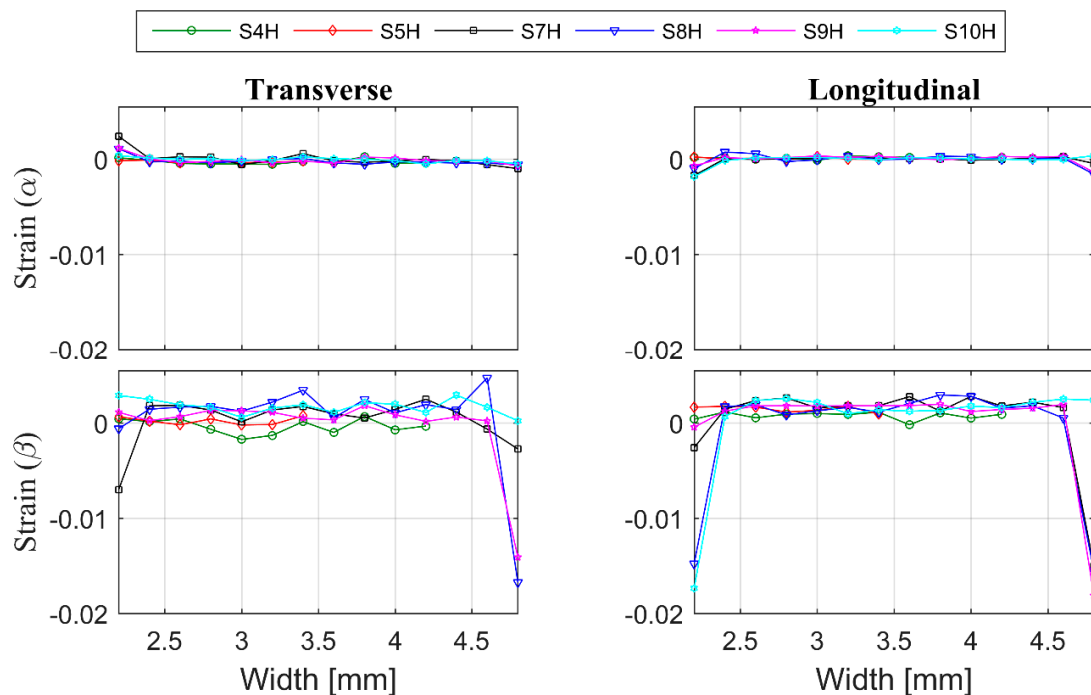 S4H S5H S7H S8H S9H S10H
Transverse Longitudinal
0 0
-0.01 -0.01
-0.02 -0.02
Strain (α) Strain (α)
0 0
-0.01 -0.01
-0.02 -0.02
Strain (β)
2.5 3 3.5 4 4.5 2.5 3 3.5 4 4.5
Width [mm] Width [mm]